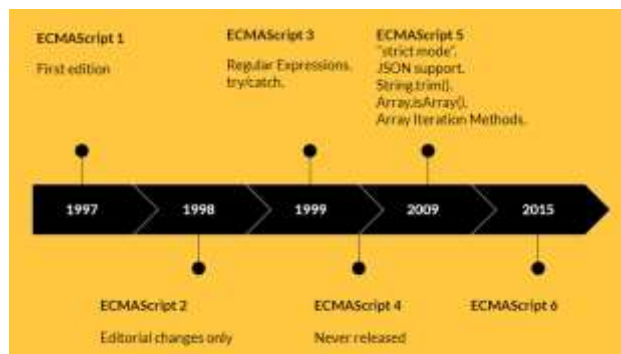 ECMAScript 1
First edition
ECMAScript 3
Regular Expressions.
try/catch.
ECMAScript 5
"strict mode".
JSON support.
String.trim().
Array.isArray().
Array Iteration Methods.
1997
1998
1999
2009
2015
ECMAScript 2
Editorial changes only
ECMAScript 4
Never released
ECMAScript 6